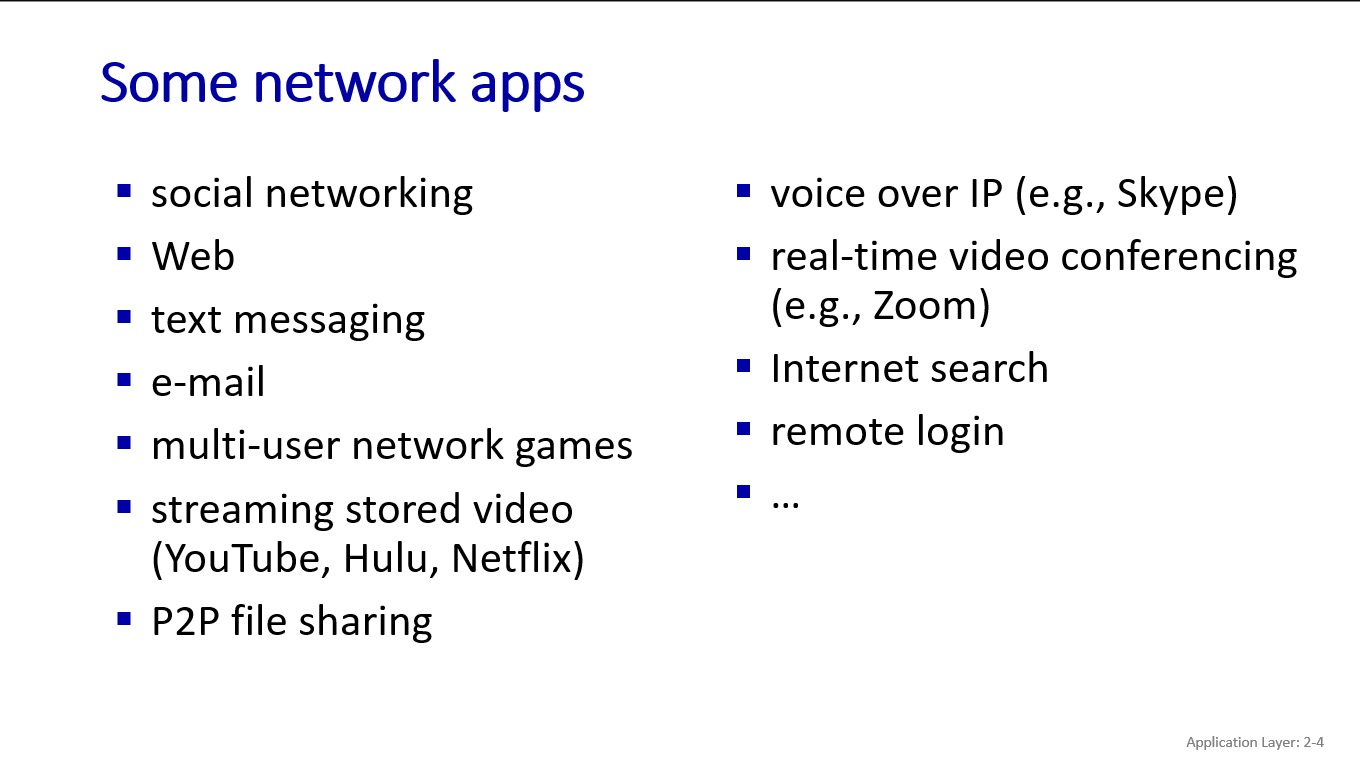 Some network apps
▪ social networking
▪ Web
▪ text messaging
▪ e-mail
▪ multi-user network games
▪ streaming stored video
(YouTube, Hulu, Netflix)
▪ P2P file sharing
▪ voice over IP (e.g., Skype)
▪ real-time video conferencing
(e.g., Zoom)
▪ Internet search
▪ remote login
▪ …
Application Layer: 2-4